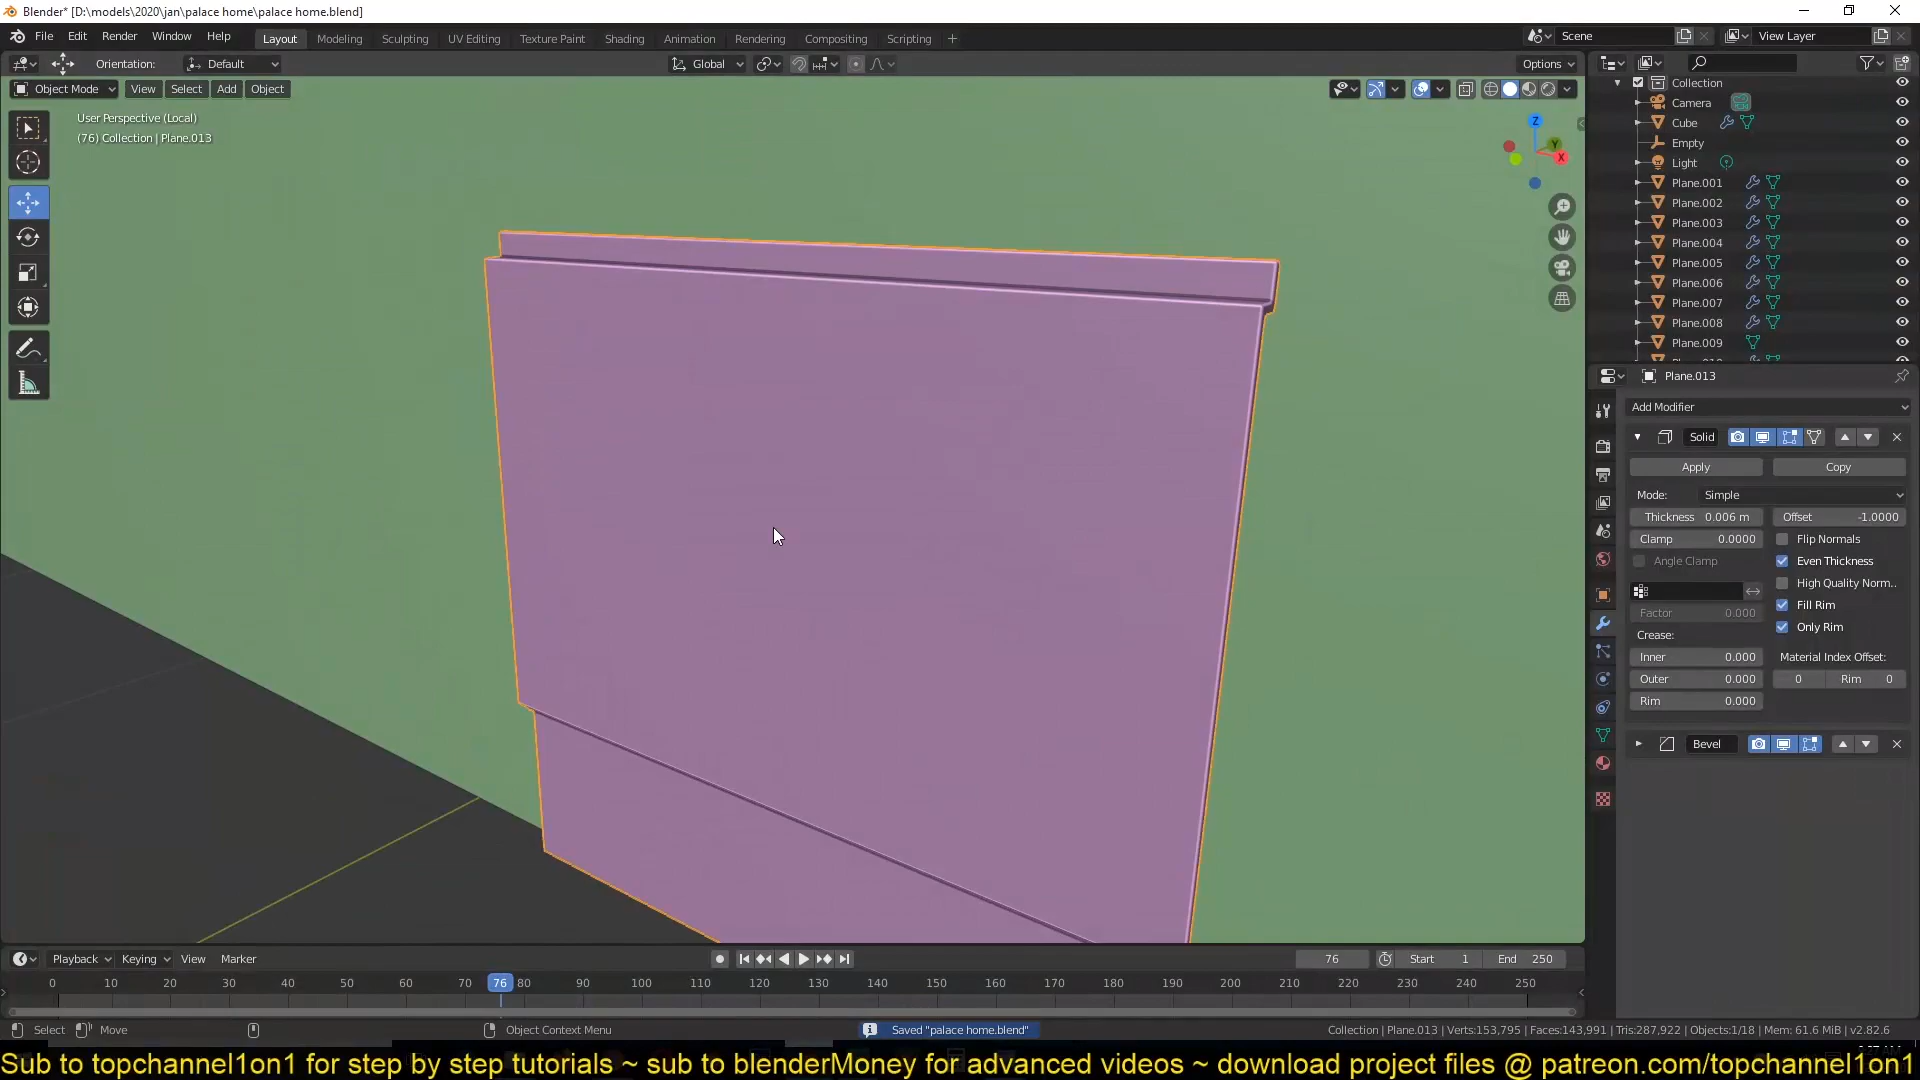 Blender* [D:\models\2020\jan\palace home\palace home.blend]
File Edit Render Window Help Layout Modeling Sculpting UV Editing Texture Paint Shading Animation Rendering Compositing Scripting Scene View Layer
Orientation: Default Global Options
Object Mode View Select Add Object
User Perspective (Local)
(76) Collection | Plane.013
Z
Y
X
Collection
Camera
Cube
Empty
Light
Plane.001
Plane.002
Plane.003
Plane.004
Plane.005
Plane.006
Plane.007
Plane.008
Plane.009
Plane.013
Add Modifier
Solid
Apply Copy
Mode: Simple
Thickness 0.006 m Offset -1.0000
Clamp 0.0000 Flip Normals
Angle Clamp Even Thickness
High Quality Norm..
Factor 0.000 Fill Rim
Crease: Only Rim
Inner 0.000 Material Index Offset:
Outer 0.000 0 Rim 0
Rim 0.000
Bevel
Playback Keying View Marker 76 Start 1 End 250
0 10 20 30 40 50 60 70 76 80 90 100 110 120 130 140 150 160 170 180 190 200 210 220 230 240 250
Select Move Object Context Menu Saved "palace home.blend" Collection | Plane.013 | Verts:153,795 | Faces:143,991 | Tris:287,922 | Objects:1/18 | Mem: 61.6 MiB | v2.82.6
Sub to topchannel1on1 for step by step tutorials ~ sub to blenderMoney for advanced videos ~ download project files @ patreon.com/topchannel1on1